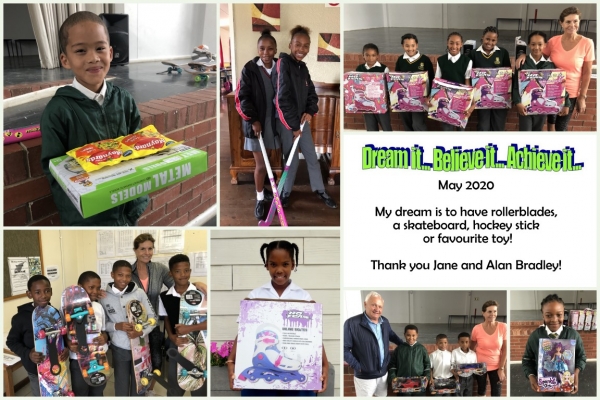 Maynards
METAL MODELS
Dream it... Believe it... Achieve it...
May 2020
My dream is to have rollerblades,
a skateboard, hockey stick
or favourite toy!
Thank you Jane and Alan Bradley!